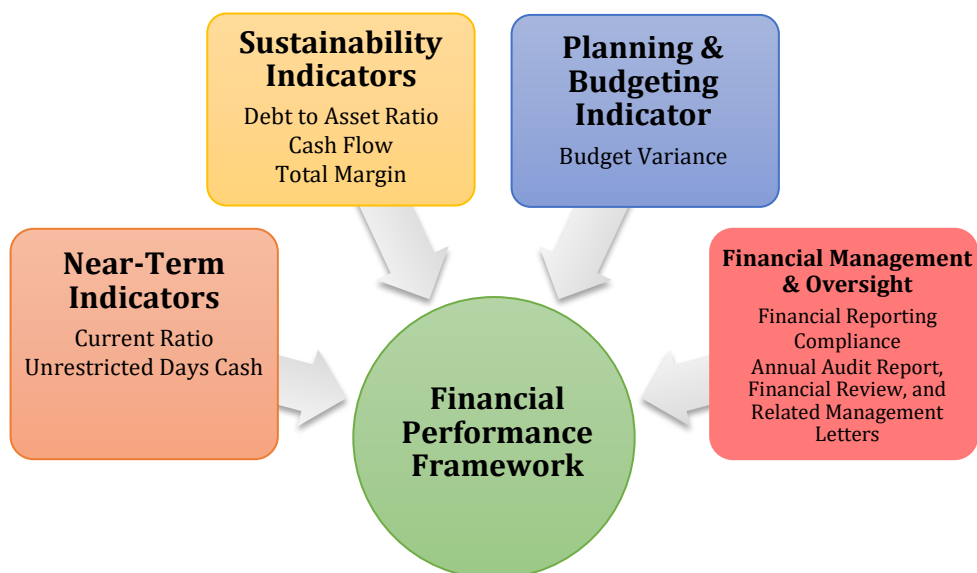 Sustainability
Indicators
Debt to Asset Ratio
Cash Flow
Total Margin
Planning &
Budgeting
Indicator
Budget Variance
Near-Term
Indicators
Current Ratio
Unrestricted Days Cash
Financial Management
& Oversight
Financial Reporting
Compliance
Annual Audit Report,
Financial Review, and
Related Management
Letters
Financial
Performance
Framework